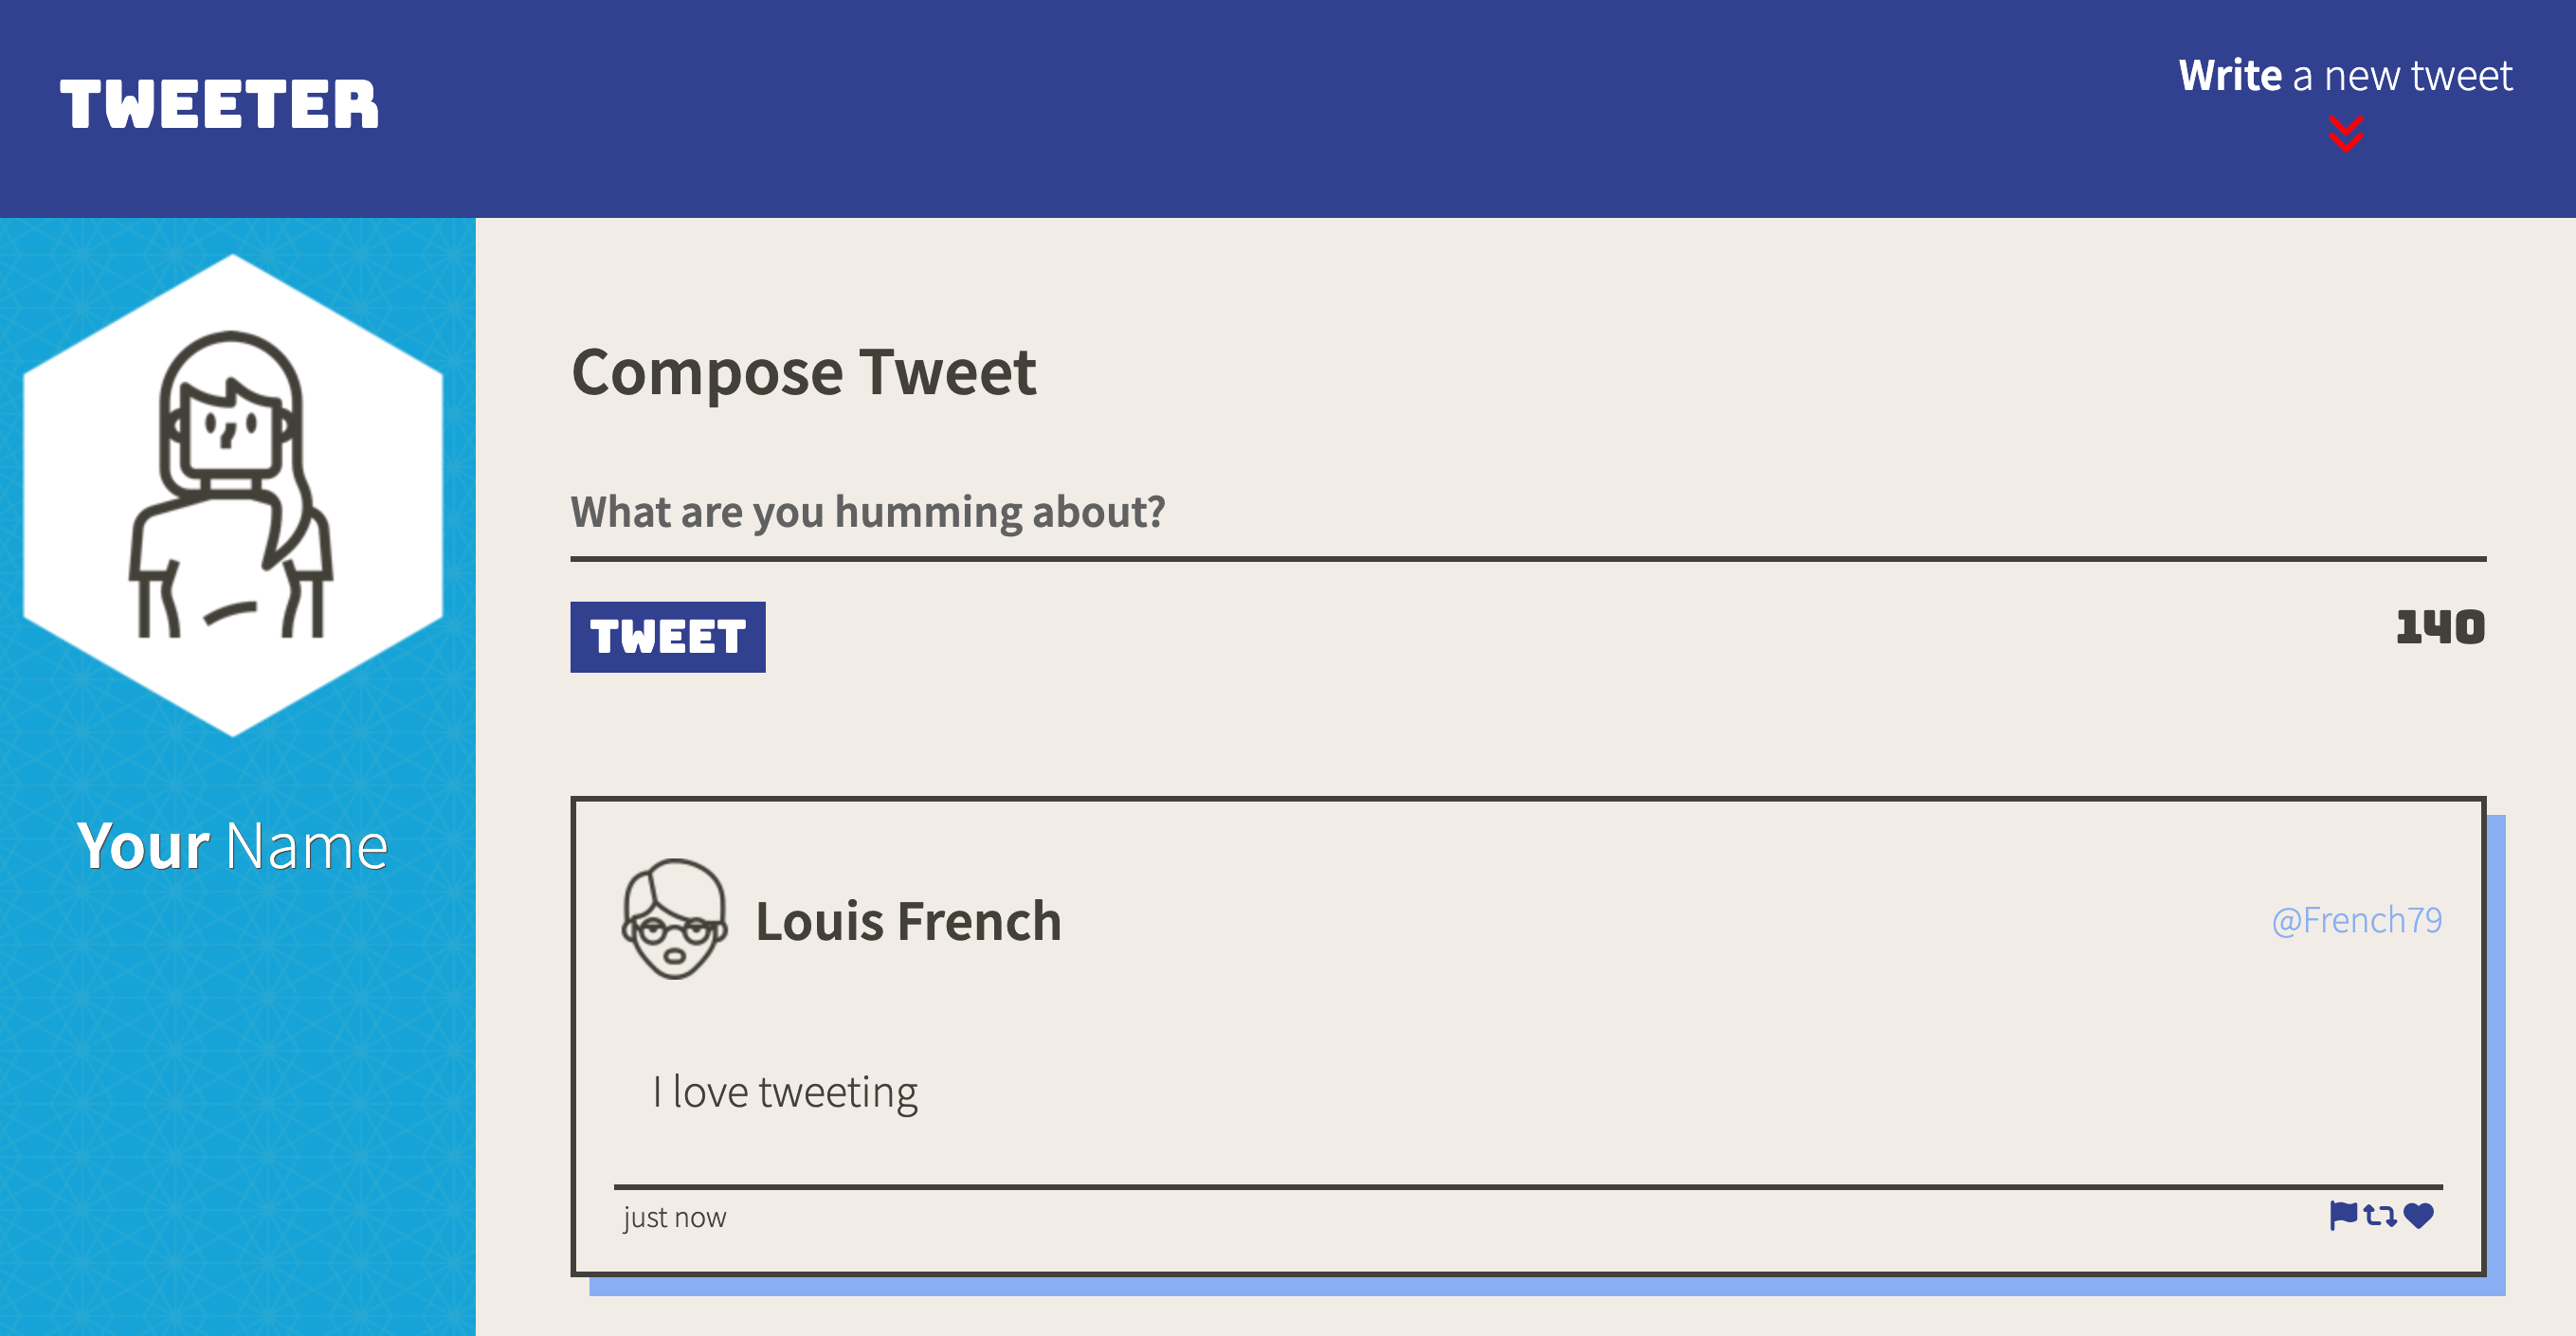 TWEETER
Write a new tweet
Your Name
Compose Tweet
What are you humming about?
TWEET
140
Louis French
@French79
I love tweeting
just now